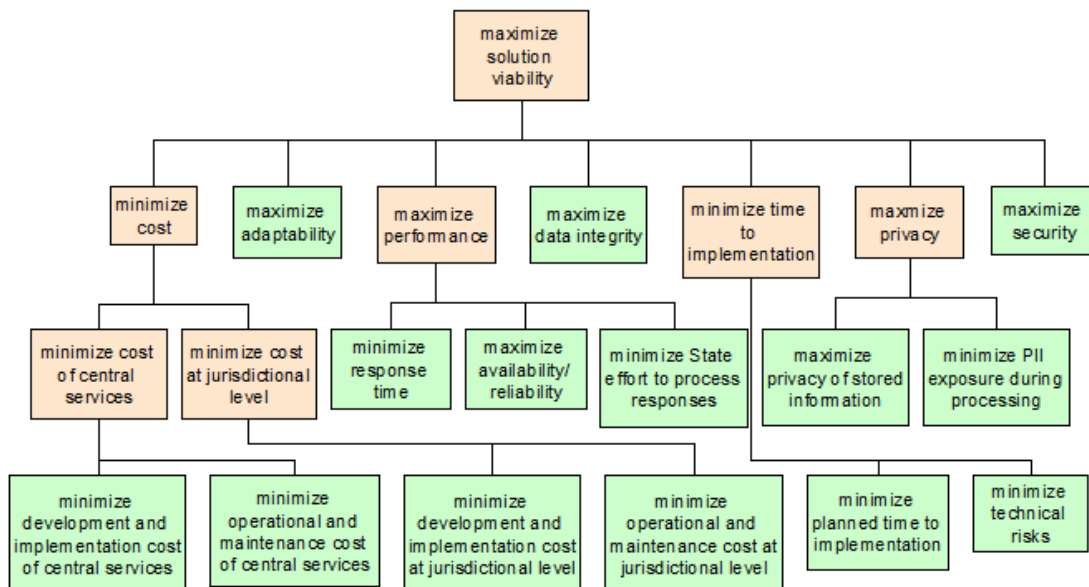 maximize
solution
viability
minimize
cost
maximize
adaptability
maximize
performance
maximize
data integrity
minimize time
to
implementation
maxmize
privacy
maximize
security
minimize cost
of central
services
minimize cost
at jurisdictional
level
minimize
response
time
maximize
availability/
reliability
minimize State
effort to process
responses
maximize
privacy of stored
information
minimize PII
exposure during
processing
minimize
development and
implementation cost
of central services
minimize
operational and
maintenance cost
of central services
minimize
development and
implementation cost
at jurisdictional level
minimize
operational and
maintenance cost at
jurisdictional level
minimize
planned time to
implementation
minimize
technical
risks